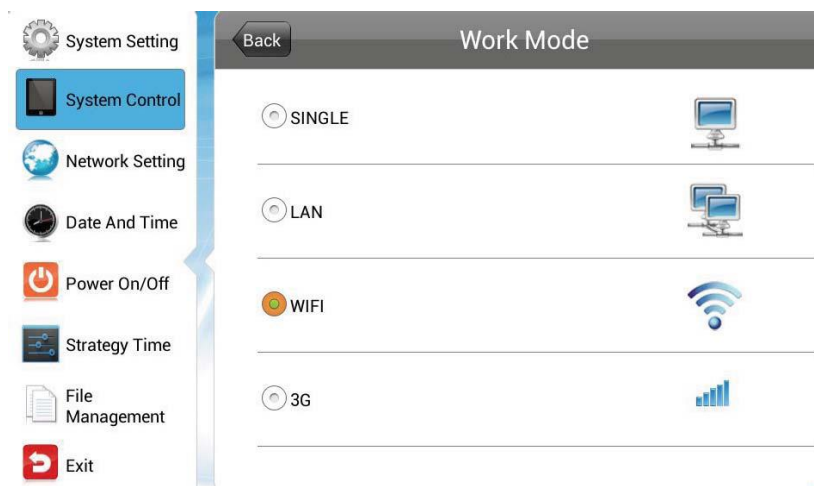 System Setting
System Control
Network Setting
Date And Time
Power On/Off
Strategy Time
File
Management
Exit
Back
Work Mode
SINGLE
LAN
WIFI
3G